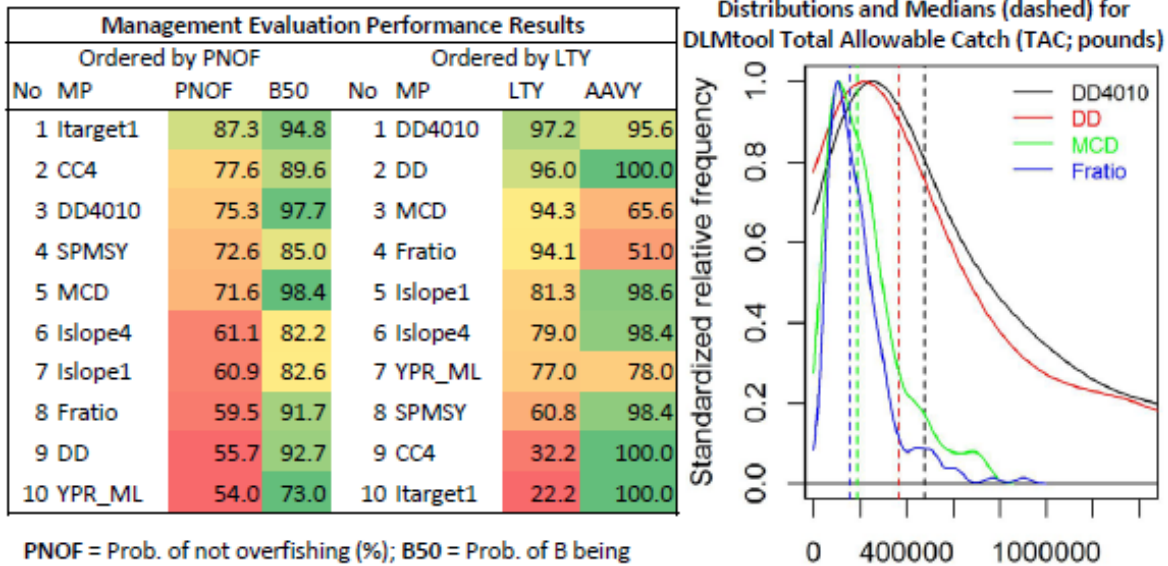 Management Evaluation Performance Results
Ordered by PNOF Ordered by LTY
No MP PNOF B50 No MP LTY AAVY
1 Itarget1 87.3 94.8 1 DD4010 97.2 95.6
2 CC4 77.6 89.6 2 DD 96.0 100.0
3 DD4010 75.3 97.7 3 MCD 94.3 65.6
4 SPMSY 72.6 85.0 4 Fratio 94.1 51.0
5 MCD 71.6 98.4 5 Islope1 81.3 98.6
6 Islope4 61.1 82.2 6 Islope4 79.0 98.4
7 Islope1 60.9 82.6 7 YPR_ML 77.0 78.0
8 Fratio 59.5 91.7 8 SPMSY 60.8 98.4
9 DD 55.7 92.7 9 CC4 32.2 100.0
10 YPR_ML 54.0 73.0 10 Itarget1 22.2 100.0
PNOF = Prob. of not overfishing (%); B50 = Prob. of B being
Distributions and Medians (dashed) for
DLMtool Total Allowable Catch (TAC; pounds)
Standardized relative frequency
1.0
0.8
0.6
0.4
0.2
0.0
DD4010
DD
MCD
Fratio
0 400000 1000000